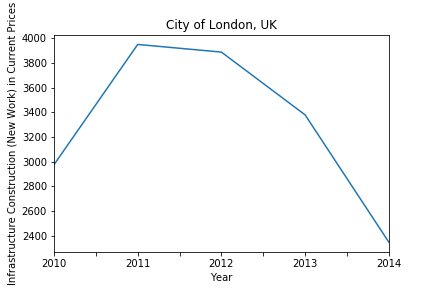 City of London, UK
Infrastructure Construction (New Work) in Current Prices
4000
3800
3600
3400
3200
3000
2800
2600
2400
2010 2011 2012 2013 2014
Year